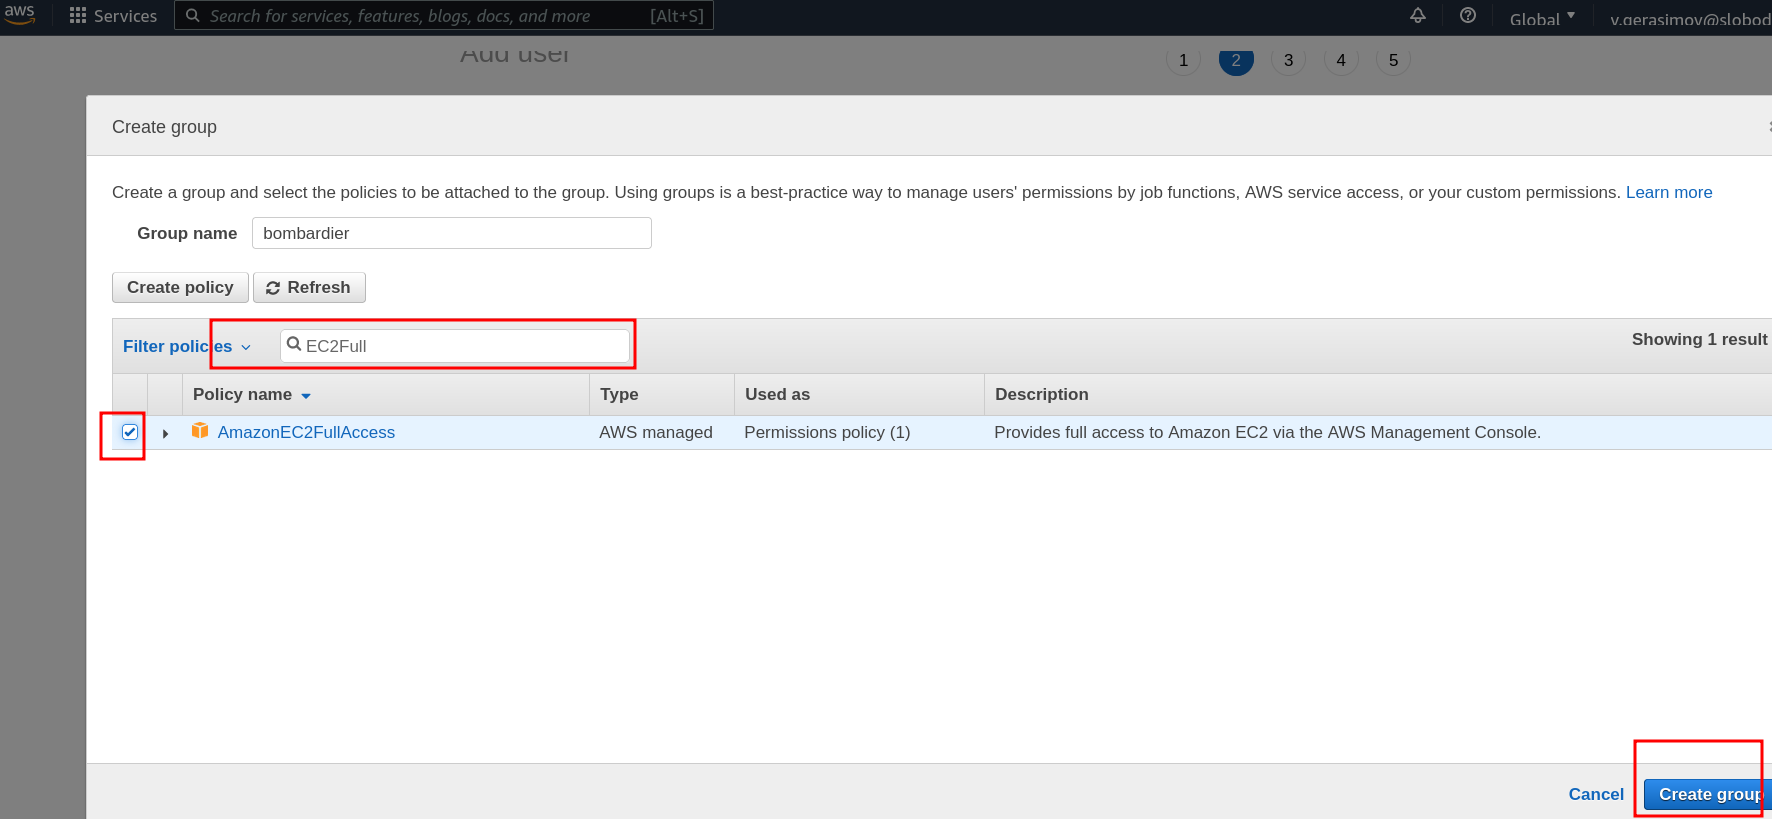 aws Services Search for services, features, blogs, docs, and more [Alt+S] Global v.gerasimov@slobod
Add user 1 2 3 4 5
Create group
Create a group and select the policies to be attached to the group. Using groups is a best-practice way to manage users' permissions by job functions, AWS service access, or your custom permissions. Learn more
Group name bombardier
Create policy Refresh
Filter policies EC2Full Showing 1 result
Policy name Type Used as Description
AmazonEC2FullAccess AWS managed Permissions policy (1) Provides full access to Amazon EC2 via the AWS Management Console.
Cancel Create group